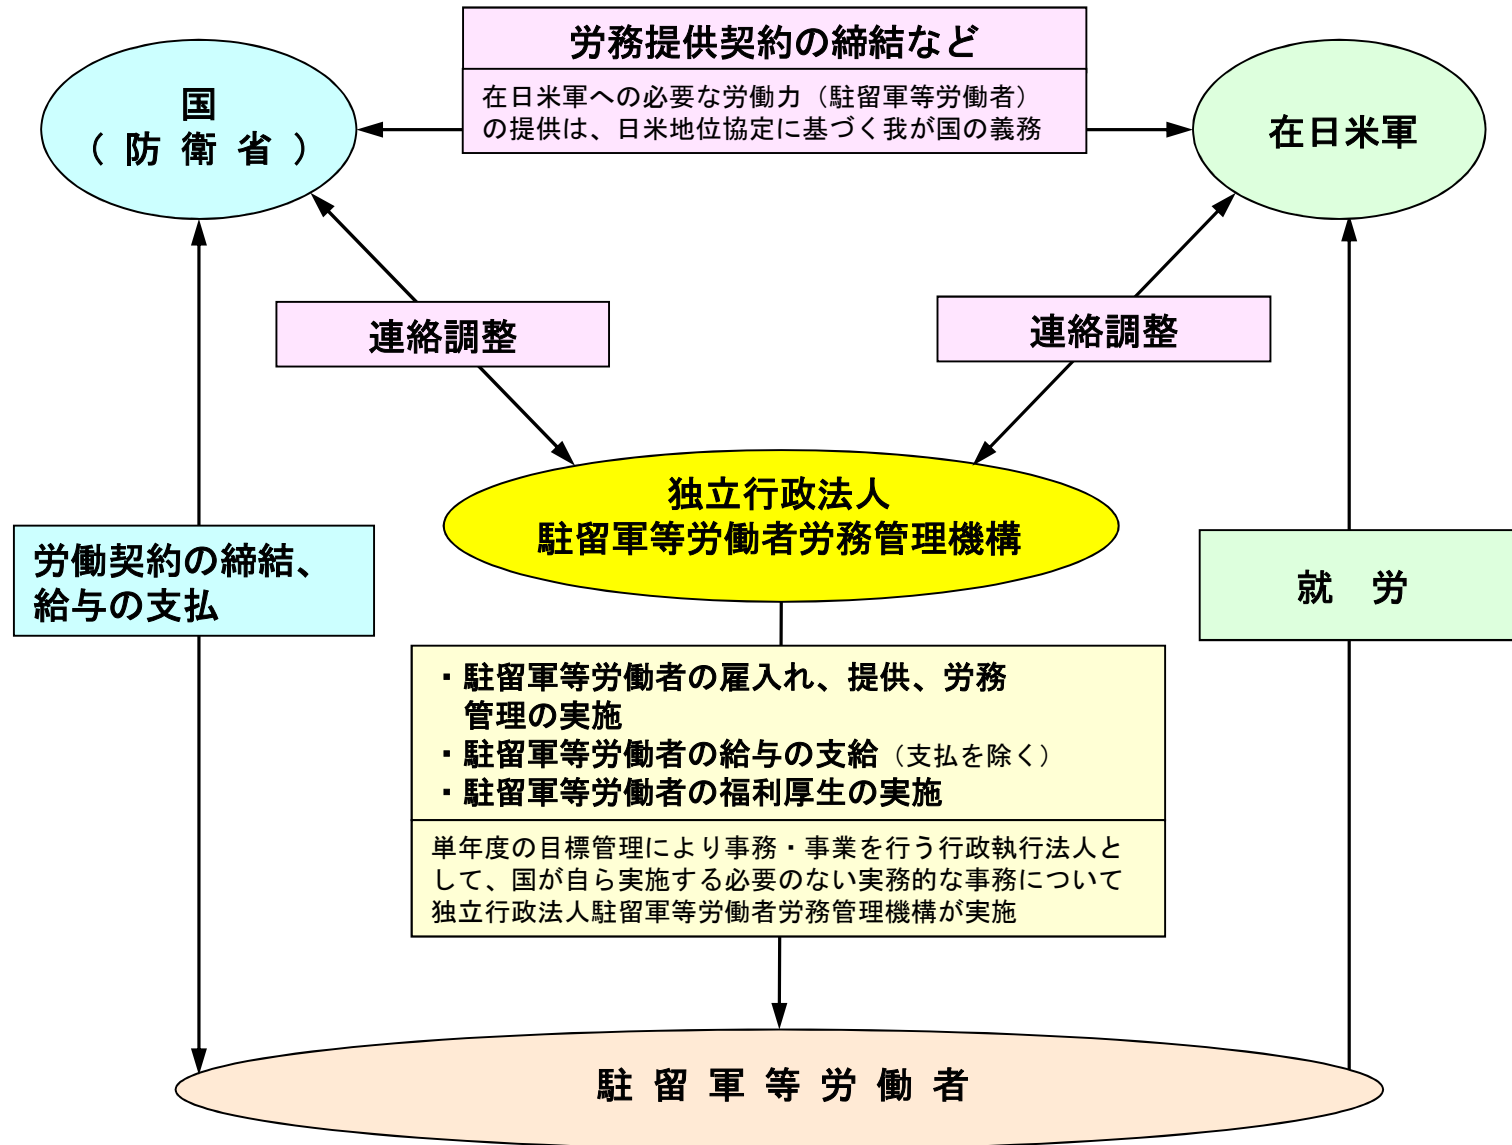 労務提供契約の締結など
在日米軍への必要な労働力（駐留軍等労働者）
の提供は、日米地位協定に基づく我が国の義務
国
（ 防 衛 省 ）
在日米軍
連絡調整
連絡調整
独立行政法人
駐留軍等労働者労務管理機構
労働契約の締結、
給与の支払
就　労
・駐留軍等労働者の雇入れ、提供、労務
管理の実施
・駐留軍等労働者の給与の支給（支払を除く）
・駐留軍等労働者の福利厚生の実施
単年度の目標管理により事務・事業を行う行政執行法人と
して、国が自ら実施する必要のない実務的な事務について
独立行政法人駐留軍等労働者労務管理機構が実施
駐 留 軍 等 労 働 者